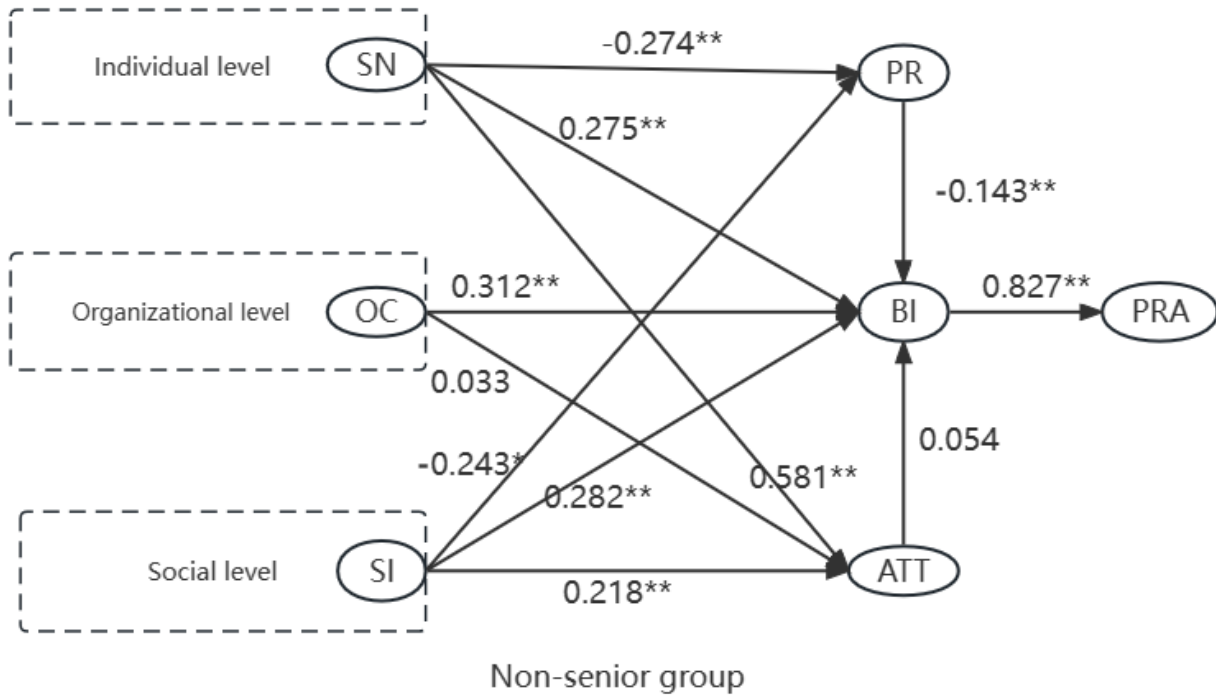 Individual level
SN
-0.274**
PR
0.275**
-0.143**
Organizational level
OC
0.312**
BI
0.827**
PRA
0.033
-0.243*
0.282**
0.581**
0.054
Social level
SI
0.218**
ATT
Non-senior group